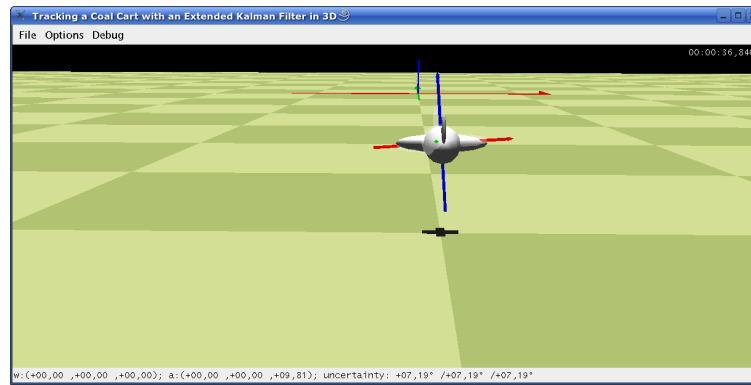 Tracking a Coal Cart with an Extended Kalman Filter in 3D
File Options Debug
00:00:36,840
w:(+00,00 ,+00,00 ,+00,00); a:(+00,00 ,+00,00 ,+09,81); uncertainty: +07,19° /+07,19° /+07,19°